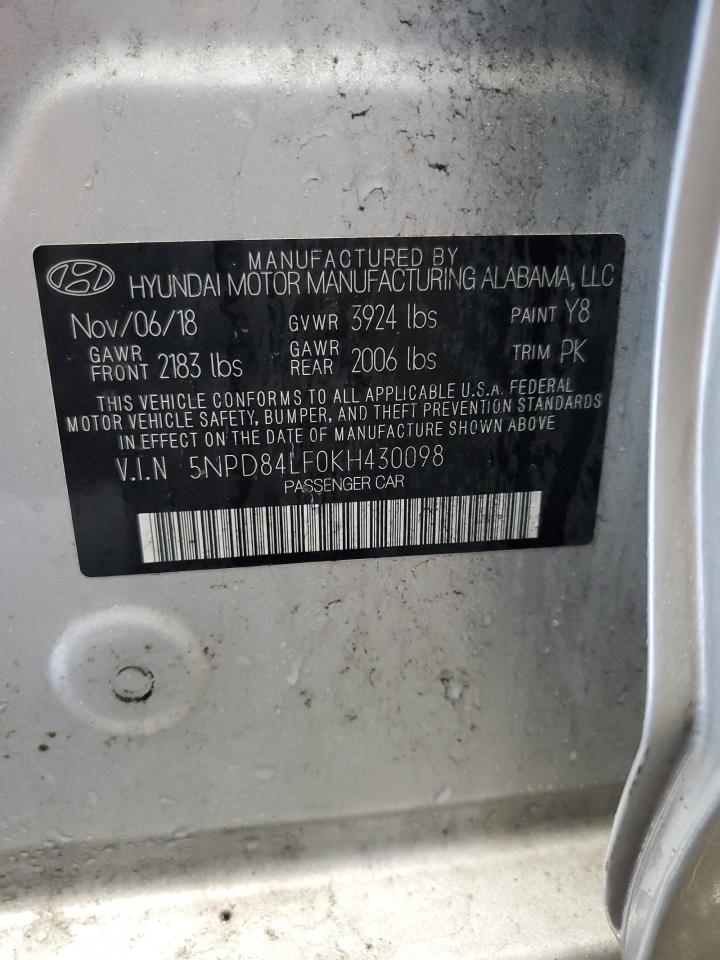 MANUFACTURED BY
HYUNDAI MOTOR MANUFACTURING ALABAMA, LLC
Nov/06/18 GVWR 3924 lbs PAINT Y8
GAWR FRONT 2183 lbs GAWR REAR 2006 lbs TRIM PK
THIS VEHICLE CONFORMS TO ALL APPLICABLE U.S.A. FEDERAL
MOTOR VEHICLE SAFETY, BUMPER, AND THEFT PREVENTION STANDARDS
IN EFFECT ON THE DATE OF MANUFACTURE SHOWN ABOVE
V.I.N 5NPD84LF0KH430098
PASSENGER CAR